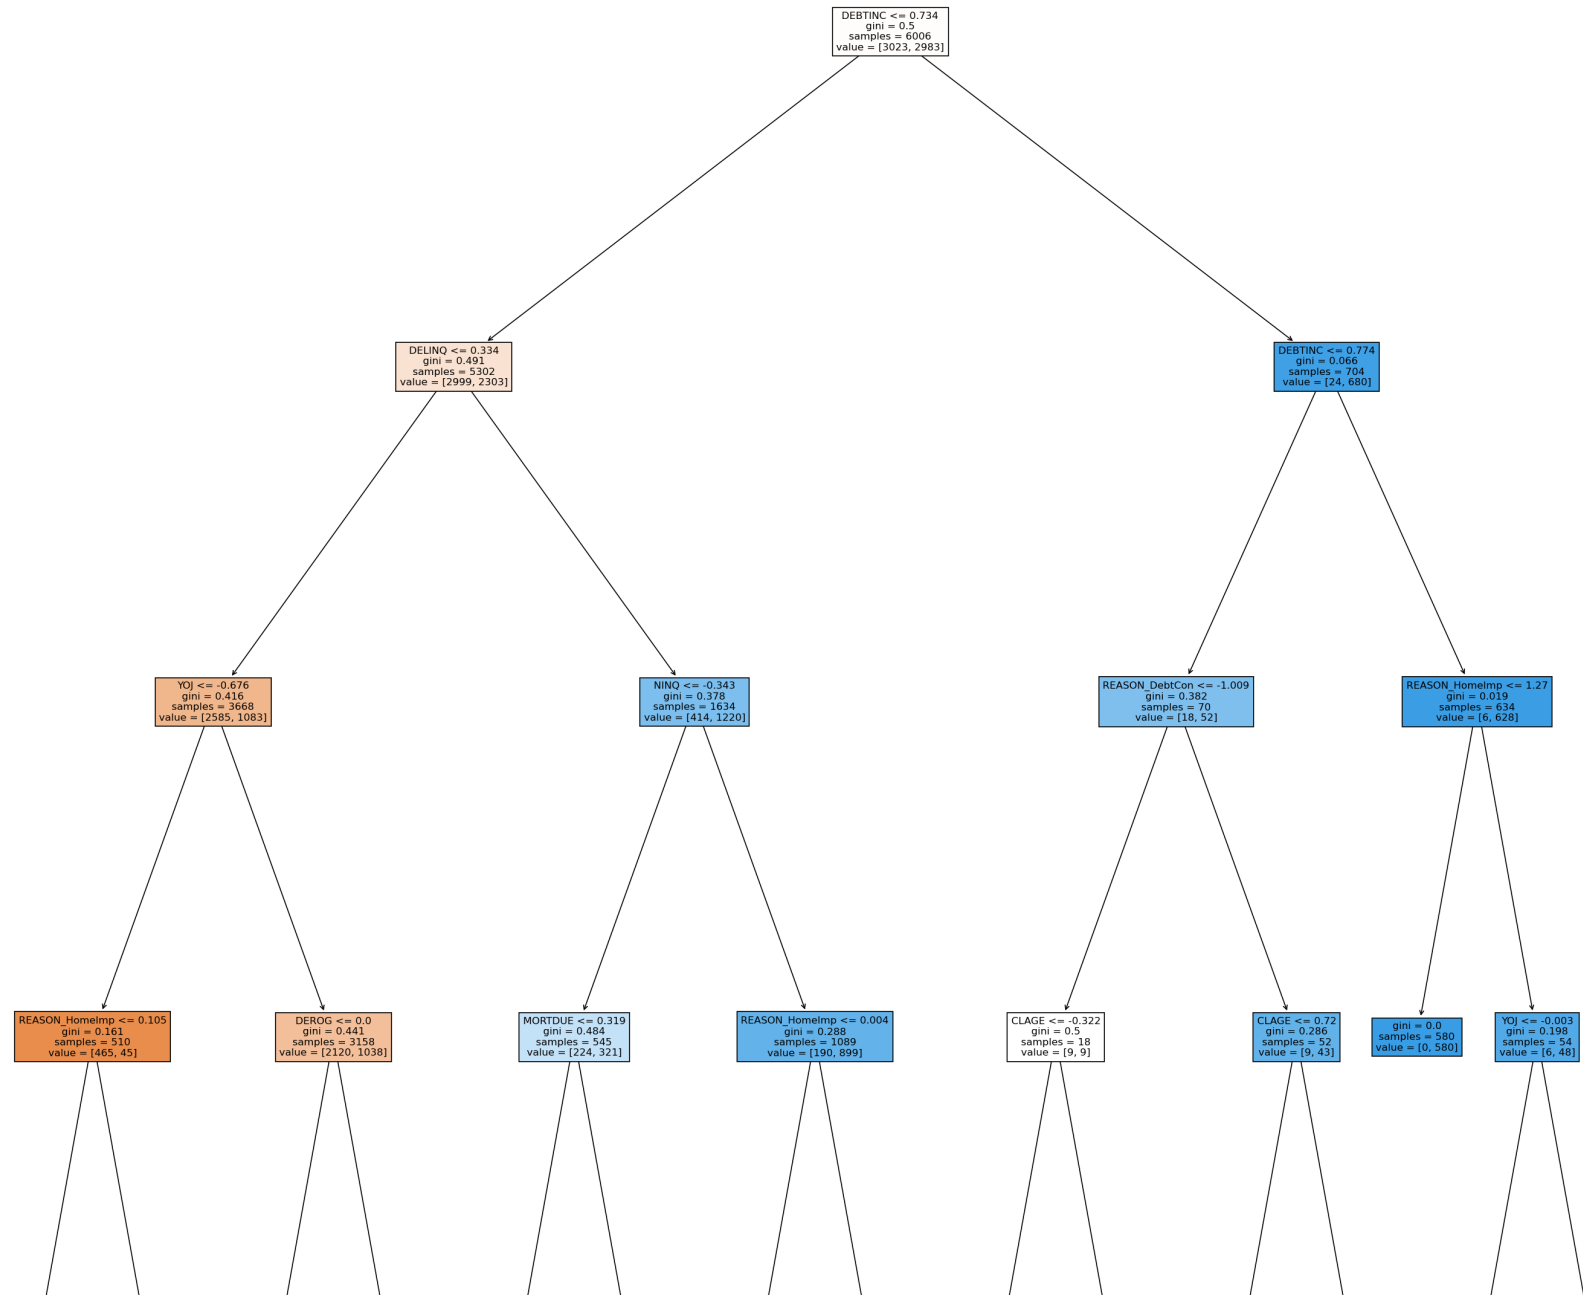 DEBTINC <= 0.734
gini = 0.5
samples = 6006
value = [3023, 2983]
DELINQ <= 0.334
gini = 0.491
samples = 5302
value = [2999, 2303]
DEBTINC <= 0.774
gini = 0.066
samples = 704
value = [24, 680]
YOJ <= -0.676
gini = 0.416
samples = 3668
value = [2585, 1083]
NINQ <= -0.343
gini = 0.378
samples = 1634
value = [414, 1220]
REASON_DebtCon <= -1.009
gini = 0.382
samples = 70
value = [18, 52]
REASON_HomeImp <= 1.27
gini = 0.019
samples = 634
value = [6, 628]
REASON_HomeImp <= 0.105
gini = 0.161
samples = 510
value = [465, 45]
DEROG <= 0.0
gini = 0.441
samples = 3158
value = [2120, 1038]
MORTDUE <= 0.319
gini = 0.484
samples = 545
value = [224, 321]
REASON_HomeImp <= 0.004
gini = 0.288
samples = 1089
value = [190, 899]
CLAGE <= -0.322
gini = 0.5
samples = 18
value = [9, 9]
CLAGE <= 0.72
gini = 0.286
samples = 52
value = [9, 43]
gini = 0.0
samples = 580
value = [0, 580]
YOJ <= -0.003
gini = 0.198
samples = 54
value = [6, 48]